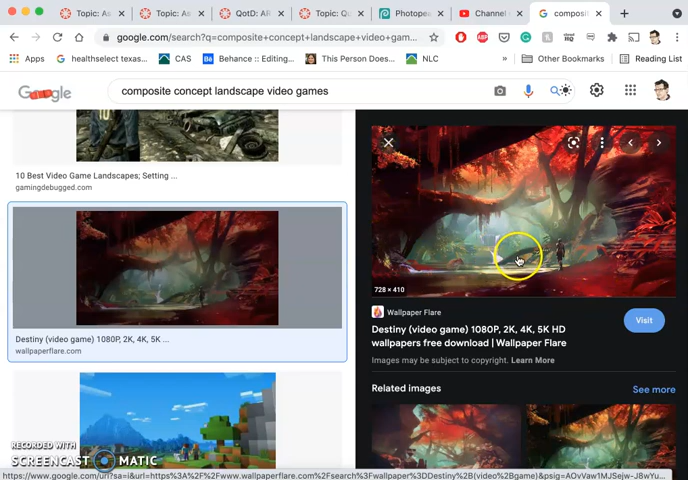 Topic: As
Topic: As
QotD: AR
Topic: Qu
Photopea
Channel
composi
google.com/search?q=composite+concept+landscape+video+gam...
Apps
healthselect texas...
CAS
Behance :: Editing...
This Person Does...
NLC
Other Bookmarks
Reading List
Google
composite concept landscape video games
10 Best Video Game Landscapes; Setting ...
gamingdebugged.com
728 × 410
Wallpaper Flare
Destiny (video game) 1080P, 2K, 4K, 5K HD
wallpapers free download | Wallpaper Flare
Visit
Images may be subject to copyright. Learn More
Destiny (video game) 1080P, 2K, 4K, 5K ...
wallpaperflare.com
Related images
See more
RECORDED WITH
SCREENCAST MATIC